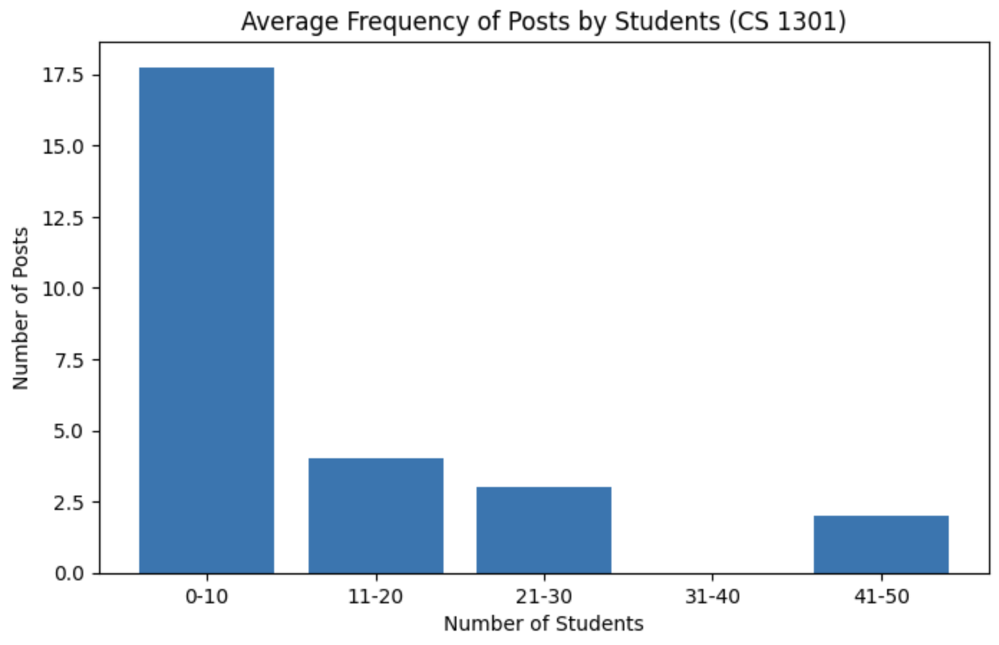 Average Frequency of Posts by Students (CS 1301)
Number of Posts
17.5
15.0
12.5
10.0
7.5
5.0
2.5
0.0
0-10 11-20 21-30 31-40 41-50
Number of Students